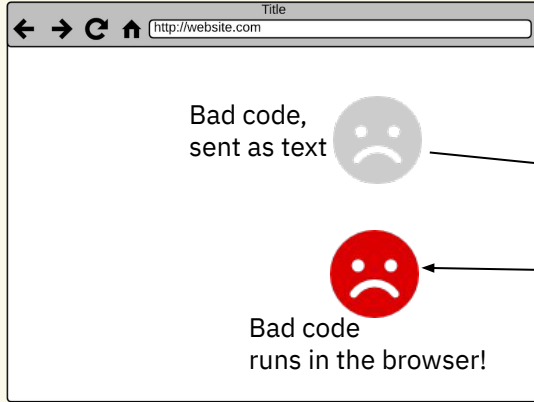 Title
http://website.com
Bad code,
sent as text
Bad code
runs in the browser!